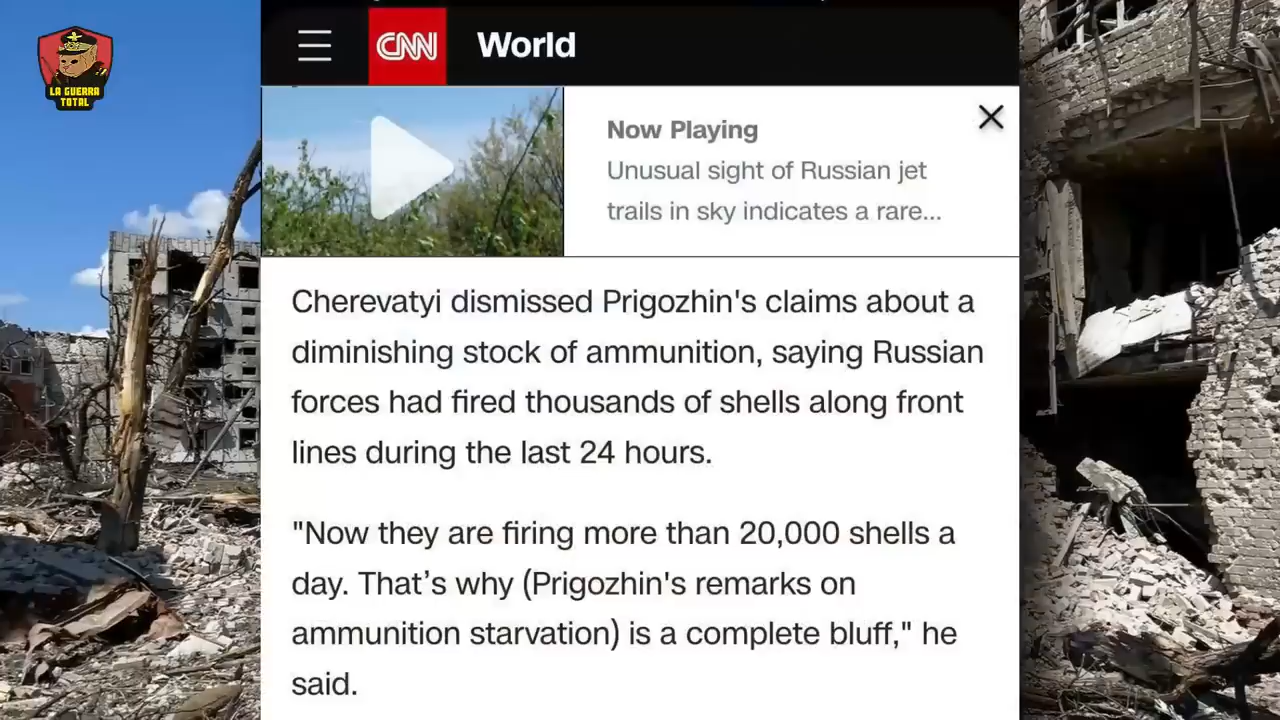 LA GUERRA
TOTAL
CNN
World
Now Playing
Unusual sight of Russian jet
trails in sky indicates a rare...
Cherevatyi dismissed Prigozhin's claims about a
diminishing stock of ammunition, saying Russian
forces had fired thousands of shells along front
lines during the last 24 hours.
"Now they are firing more than 20,000 shells a
day. That’s why (Prigozhin's remarks on
ammunition starvation) is a complete bluff," he
said.